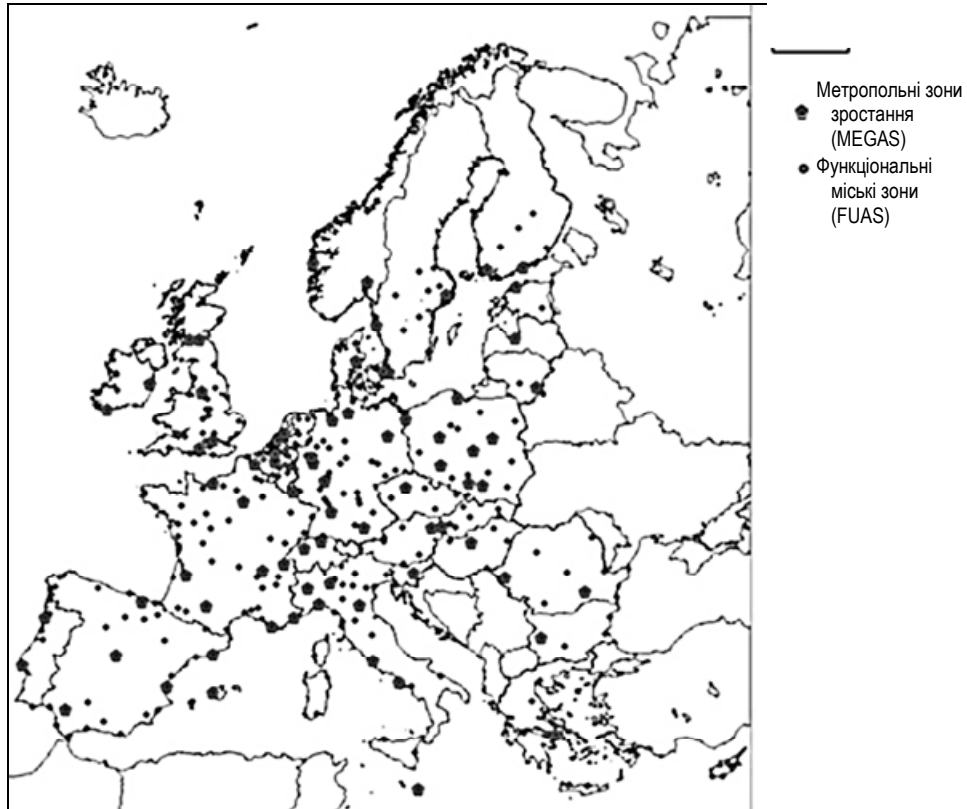 Метропольні зони
зростання
(MEGAS)
Функціональні
міські зони
(FUAS)